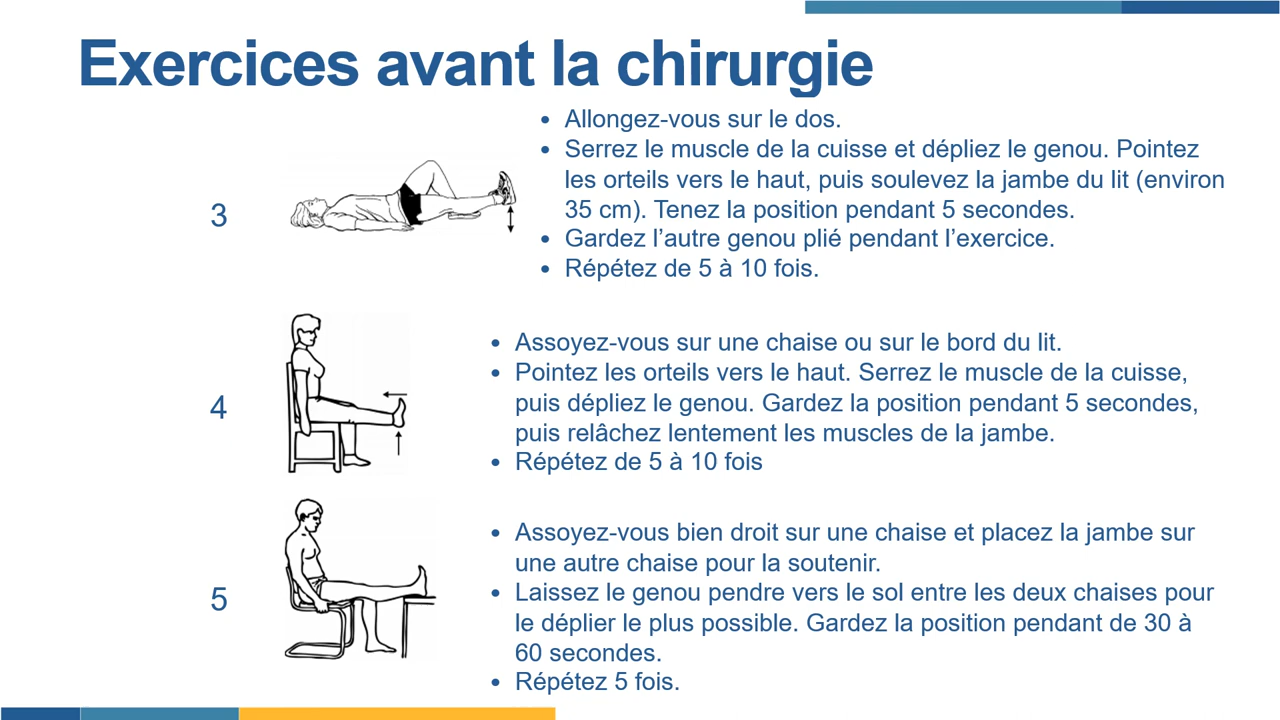 Exercices avant la chirurgie
3
• Allongez-vous sur le dos.
• Serrez le muscle de la cuisse et dépliez le genou. Pointez
les orteils vers le haut, puis soulevez la jambe du lit (environ
35 cm). Tenez la position pendant 5 secondes.
• Gardez l’autre genou plié pendant l’exercice.
• Répétez de 5 à 10 fois.
4
• Assoyez-vous sur une chaise ou sur le bord du lit.
• Pointez les orteils vers le haut. Serrez le muscle de la cuisse,
puis dépliez le genou. Gardez la position pendant 5 secondes,
puis relâchez lentement les muscles de la jambe.
• Répétez de 5 à 10 fois
5
• Assoyez-vous bien droit sur une chaise et placez la jambe sur
une autre chaise pour la soutenir.
• Laissez le genou pendre vers le sol entre les deux chaises pour
le déplier le plus possible. Gardez la position pendant de 30 à
60 secondes.
• Répétez 5 fois.